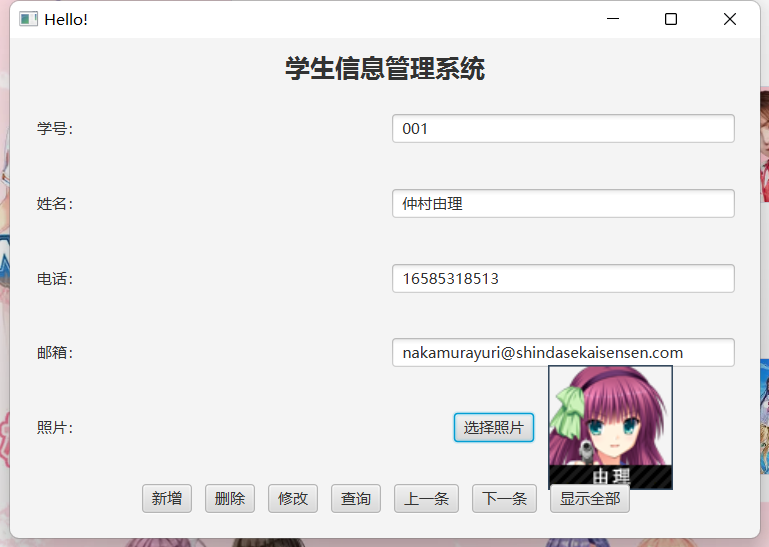 Hello!
学生信息管理系统
学号：
001
姓名：
仲村由理
电话：
16585318513
邮箱：
nakamurayuri@shindasekaisensen.com
照片：
选择照片
由理
新增 删除 修改 查询 上一条 下一条 显示全部